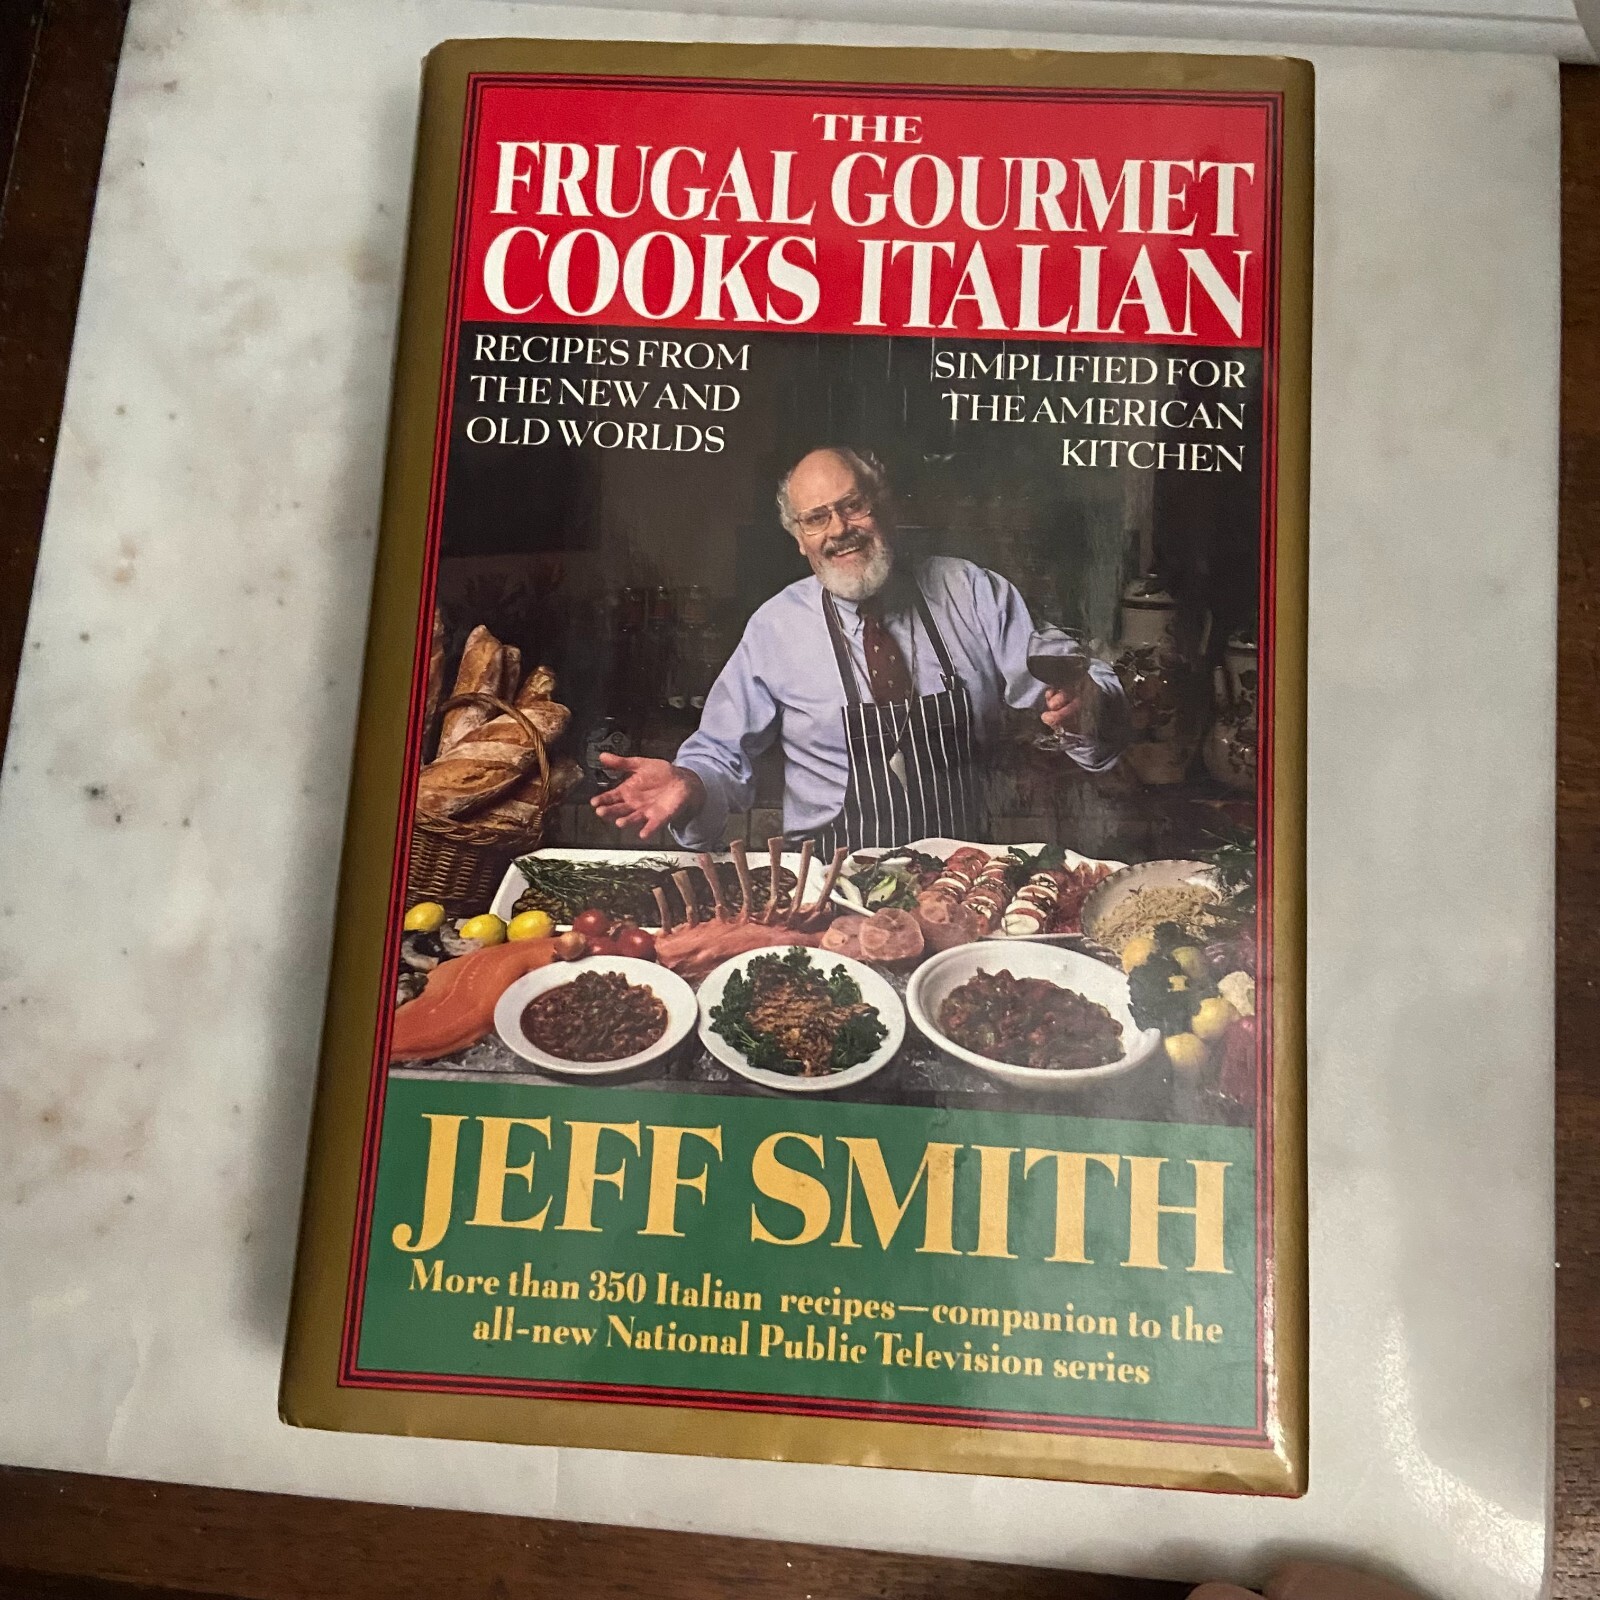 THE
FRUGAL GOURMET
COOKS ITALIAN
RECIPES FROM
THE NEW AND
OLD WORLDS
SIMPLIFIED FOR
THE AMERICAN
KITCHEN
JEFF SMITH
More than 350 Italian recipes—companion to the
all-new National Public Television series